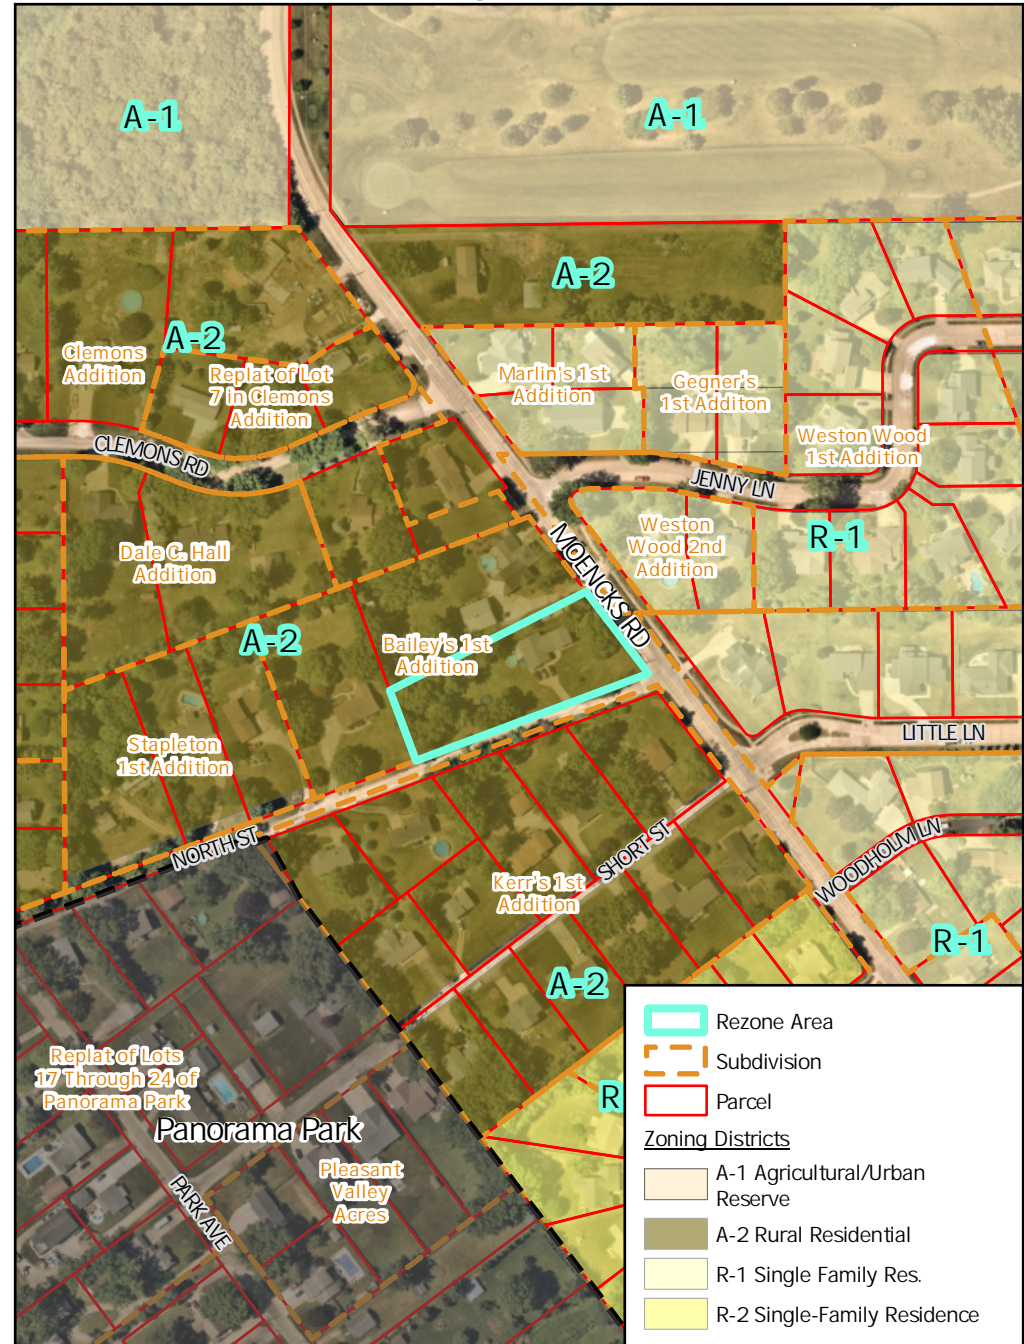 A-1
A-1
A-2
A-2
Clemons
Addition
Replat of Lot
7 in Clemons
Addition
Marlin's 1st
Addition
Gegner's
1st Additon
Weston Wood
1st Addition
CLEMONS RD
JENNY LN
Weston
Wood 2nd
Addition
R-1
Dale C. Hall
Addition
MOENCKS RD
A-2
Bailey's 1st
Addition
Stapleton
1st Addition
LITTLE LN
NORTH ST
SHORT ST
WOODHOLM LN
Kerr's 1st
Addition
R-1
A-2
Replat of Lots
17 Through 24 of
Panorama Park
R
Panorama Park
Pleasant
Valley
Acres
PARK AVE
Rezone Area
Subdivision
Parcel
Zoning Districts
A-1 Agricultural/Urban
Reserve
A-2 Rural Residential
R-1 Single Family Res.
R-2 Single-Family Residence